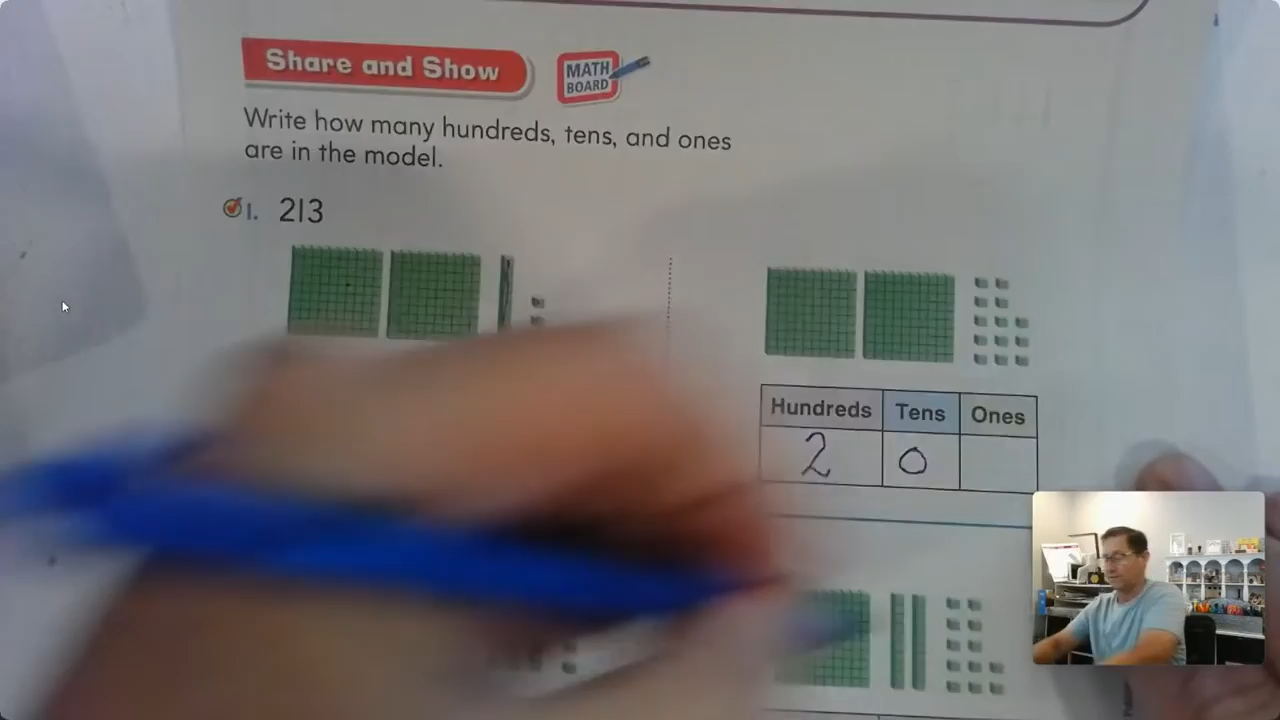 Share and Show
MATH
BOARD
Write how many hundreds, tens, and ones
are in the model.
1. 213
Hundreds Tens Ones
2 0